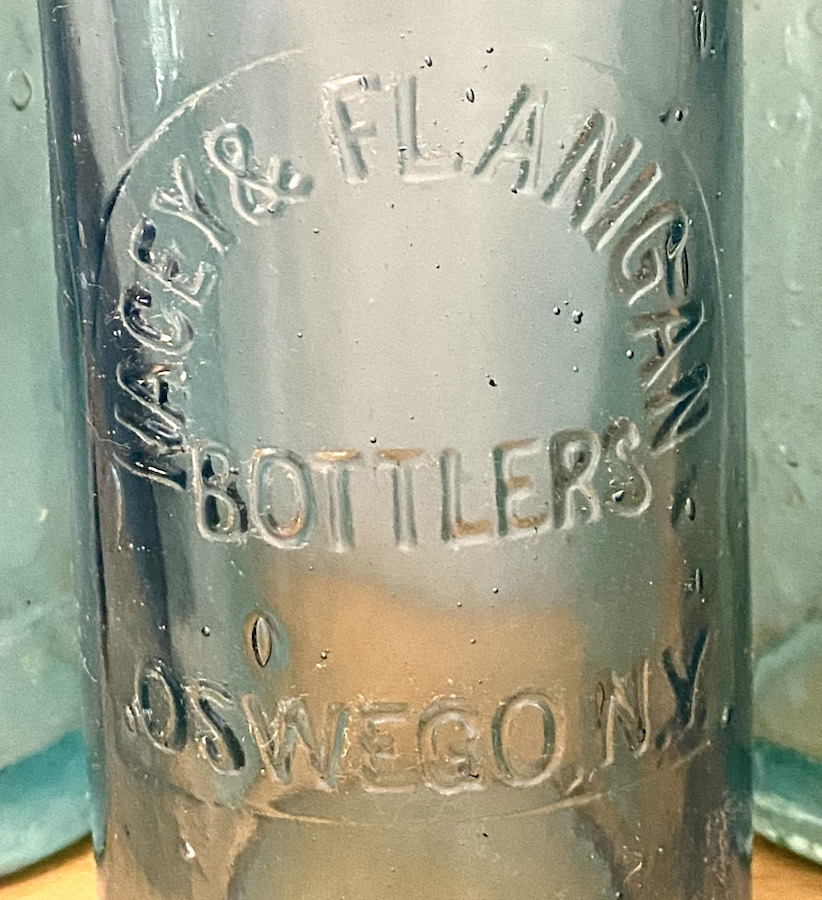 MACEY & FLANIGAN
BOTTLERS
OSWEGO, N.Y.